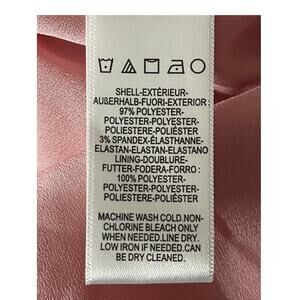 SHELL-EXTÉRIEUR-
AUßERHALB-FUORI-EXTERIOR:
97% POLYESTER-
POLYESTER-POLYESTER-
POLIESTERE-POLIÉSTER
3% SPANDEX-ÉLASTHANNE-
ELASTAN-ELASTAN-ELASTANO
LINING-DOUBLURE-
FUTTER-FODERA-FORRO:
100% POLYESTER-
POLYESTER-POLYESTER-
POLIESTERE-POLIÉSTER
MACHINE WASH COLD.NON-
CHLORINE BLEACH ONLY
WHEN NEEDED.LINE DRY.
LOW IRON IF NEEDED.CAN
BE DRY CLEANED.